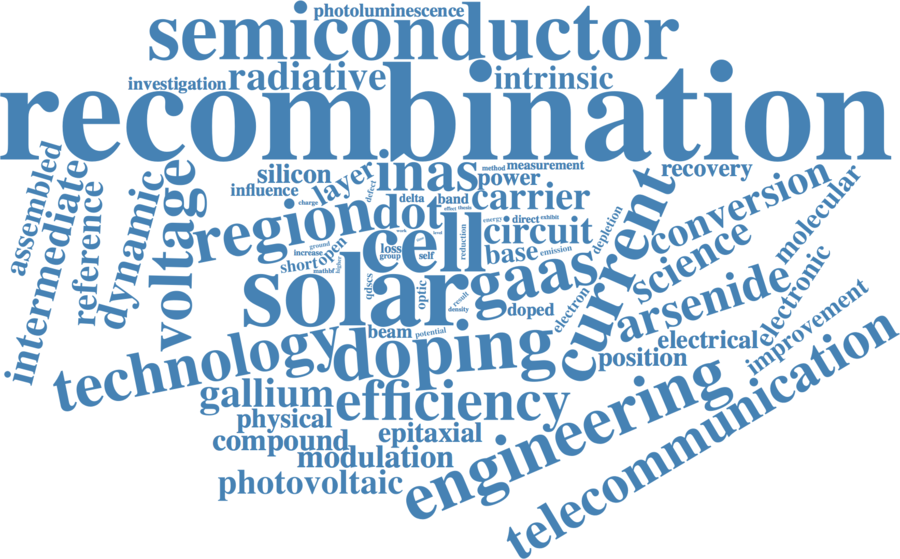 photoluminescence
semiconductor
investigation
radiative
intrinsic
recombination
silicon
influence
layer
defect
charge
inas
method
measurement
power
recovery
carrier
delta
band
effect
thesis
assembled
intermediate
reference
dynamic
voltage
region
dot
cell
energy
direct
exhibit
circuit
current
depletion
conversion
molecular
ground
increase
short
open
mathbf
higher
loss
group
self
level
reduction
base
emission
science
solar
qdscs
optic
result
density
gaas
doped
electron
arsenide
electronic
technology
beam
potential
doping
position
electrical
improvement
gallium
efficiency
physical
compound
epitaxial
modulation
photovoltaic
engineering
telecommunication